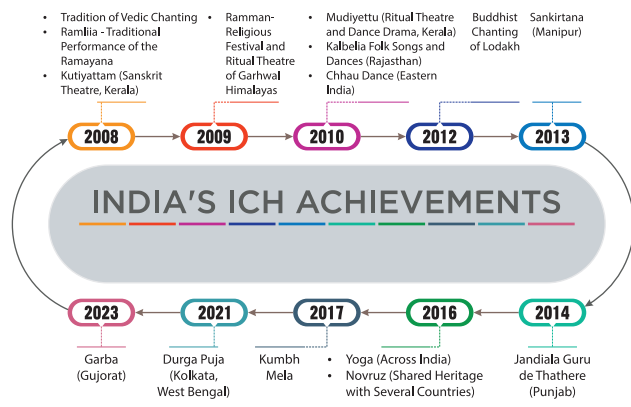 • Tradition of Vedic Chanting
• Ramliia - Traditional
Performance of the
Ramayana
• Kutiyattam (Sanskrit
Theatre, Kerala)
• Ramman-
Religious
Festival and
Ritual Theatre
of Garhwal
Himalayas
• Mudiyettu (Ritual Theatre
and Dance Drama, Kerala)
• Kalbelia Folk Songs and
Dances (Rajasthan)
• Chhau Dance (Eastern
India)
Buddhist
Chanting
of Lodakh
Sankirtana
(Manipur)
2008
2009
2010
2012
2013
INDIA'S ICH ACHIEVEMENTS
2023
2021
2017
2016
2014
Garba
(Gujorat)
Durga Puja
(Kolkata,
West Bengal)
Kumbh
Mela
• Yoga (Across India)
• Novruz (Shared Heritage
with Several Countries)
Jandiala Guru
de Thathere
(Punjab)